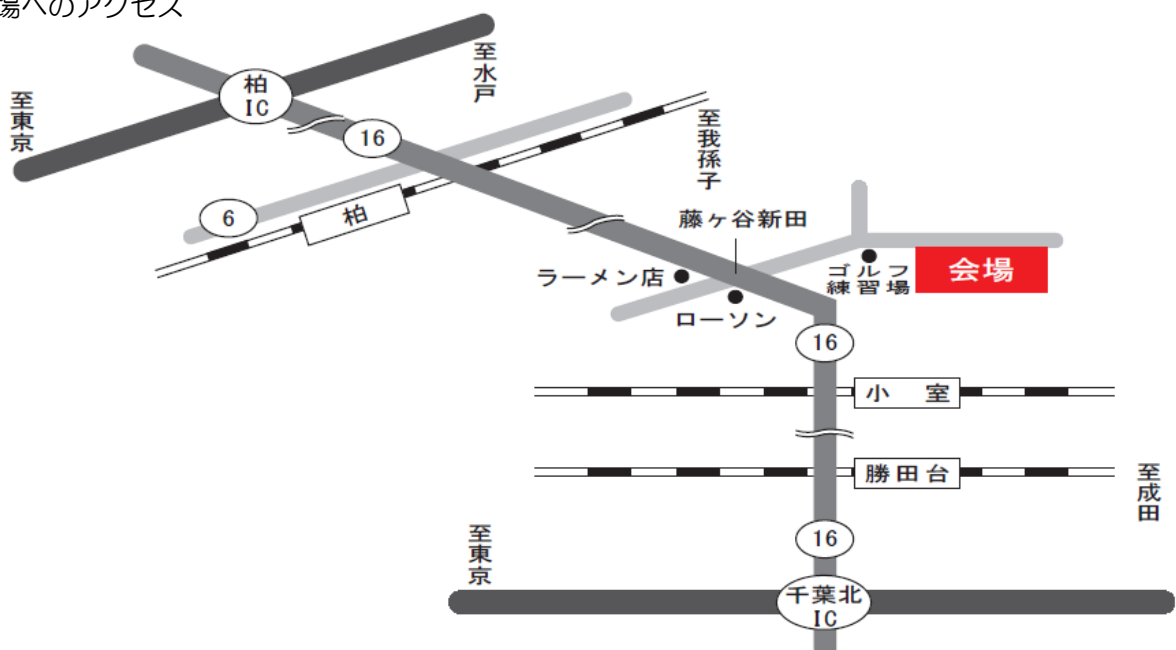 場へのアクセス
至水戸
柏
IC
至東京
16
至我孫子
6
柏
藤ヶ谷新田
ラーメン店
ゴルフ
練習場
会場
ローソン
16
小 室
勝田台
至成田
16
至東京
千葉北
IC